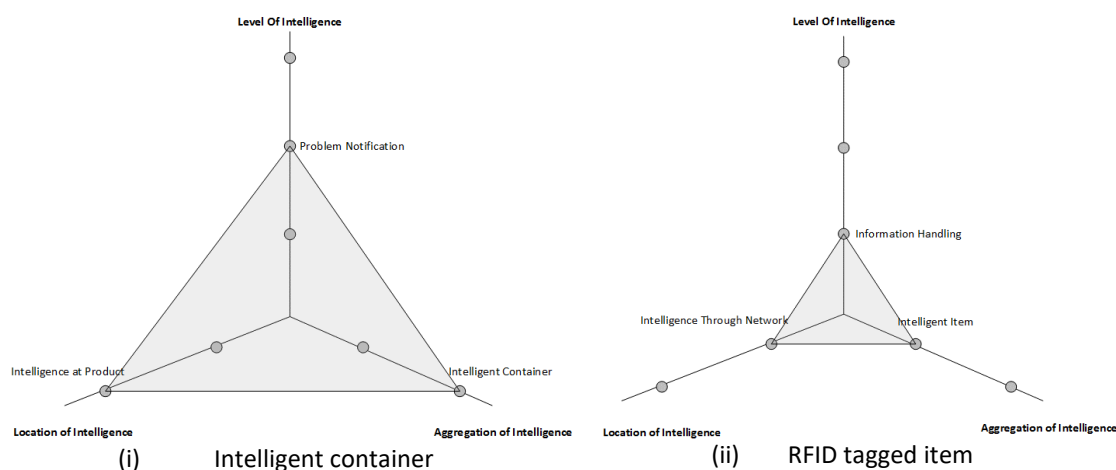 Level Of Intelligence
Problem Notification
Intelligence at Product
Intelligent Container
Location of Intelligence
Aggregation of Intelligence
(i) Intelligent container
Level Of Intelligence
Information Handling
Intelligence Through Network
Intelligent Item
Location of Intelligence
Aggregation of Intelligence
(ii) RFID tagged item